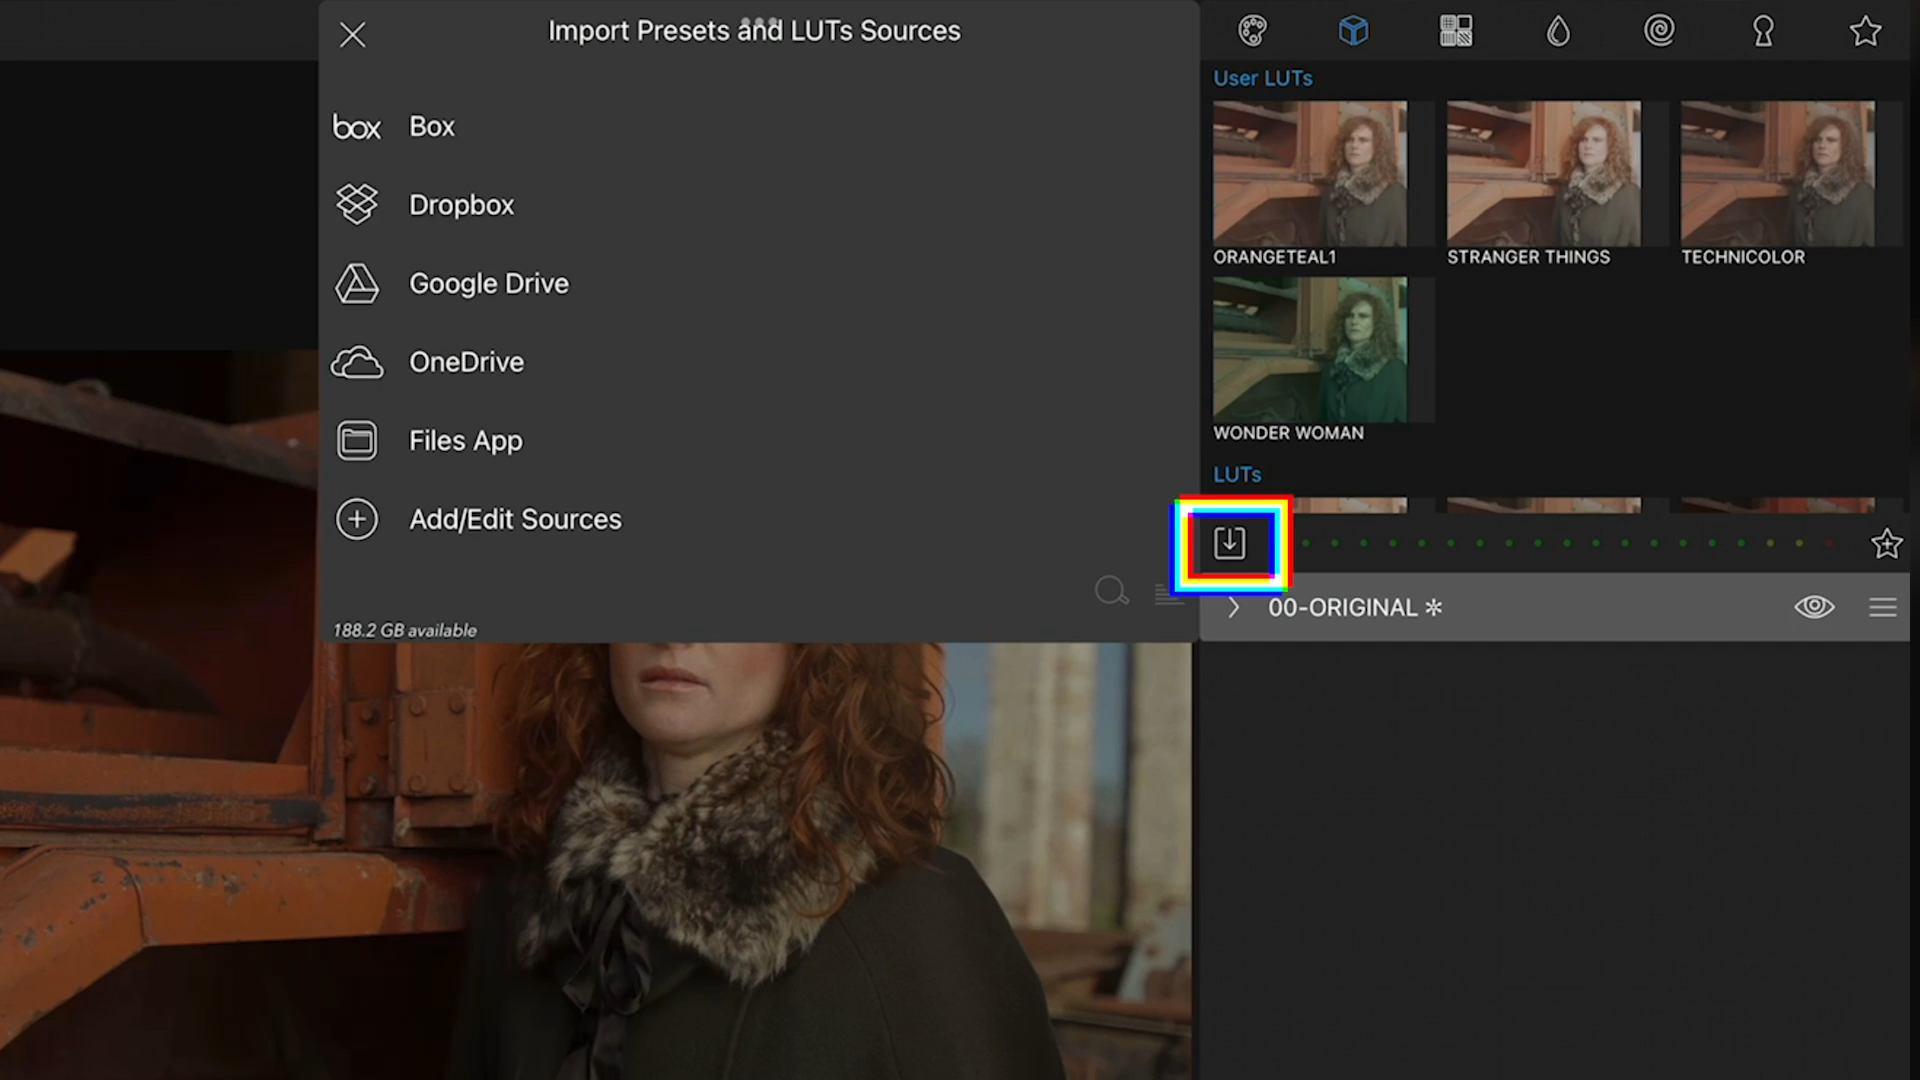 Import Presets and LUTs Sources
box Box
Dropbox
Google Drive
OneDrive
Files App
Add/Edit Sources
188.2 GB available
User LUTs
ORANGETEAL1
STRANGER THINGS
TECHNICOLOR
WONDER WOMAN
LUTs
00-ORIGINAL ✻